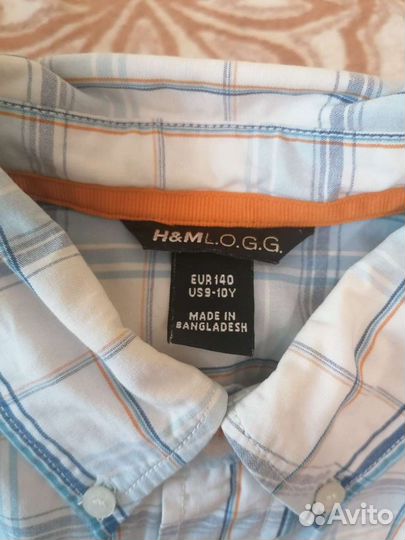 H&M L.O.G.G.
EUR 140
US 9-10Y
MADE IN
BANGLADESH
Avito